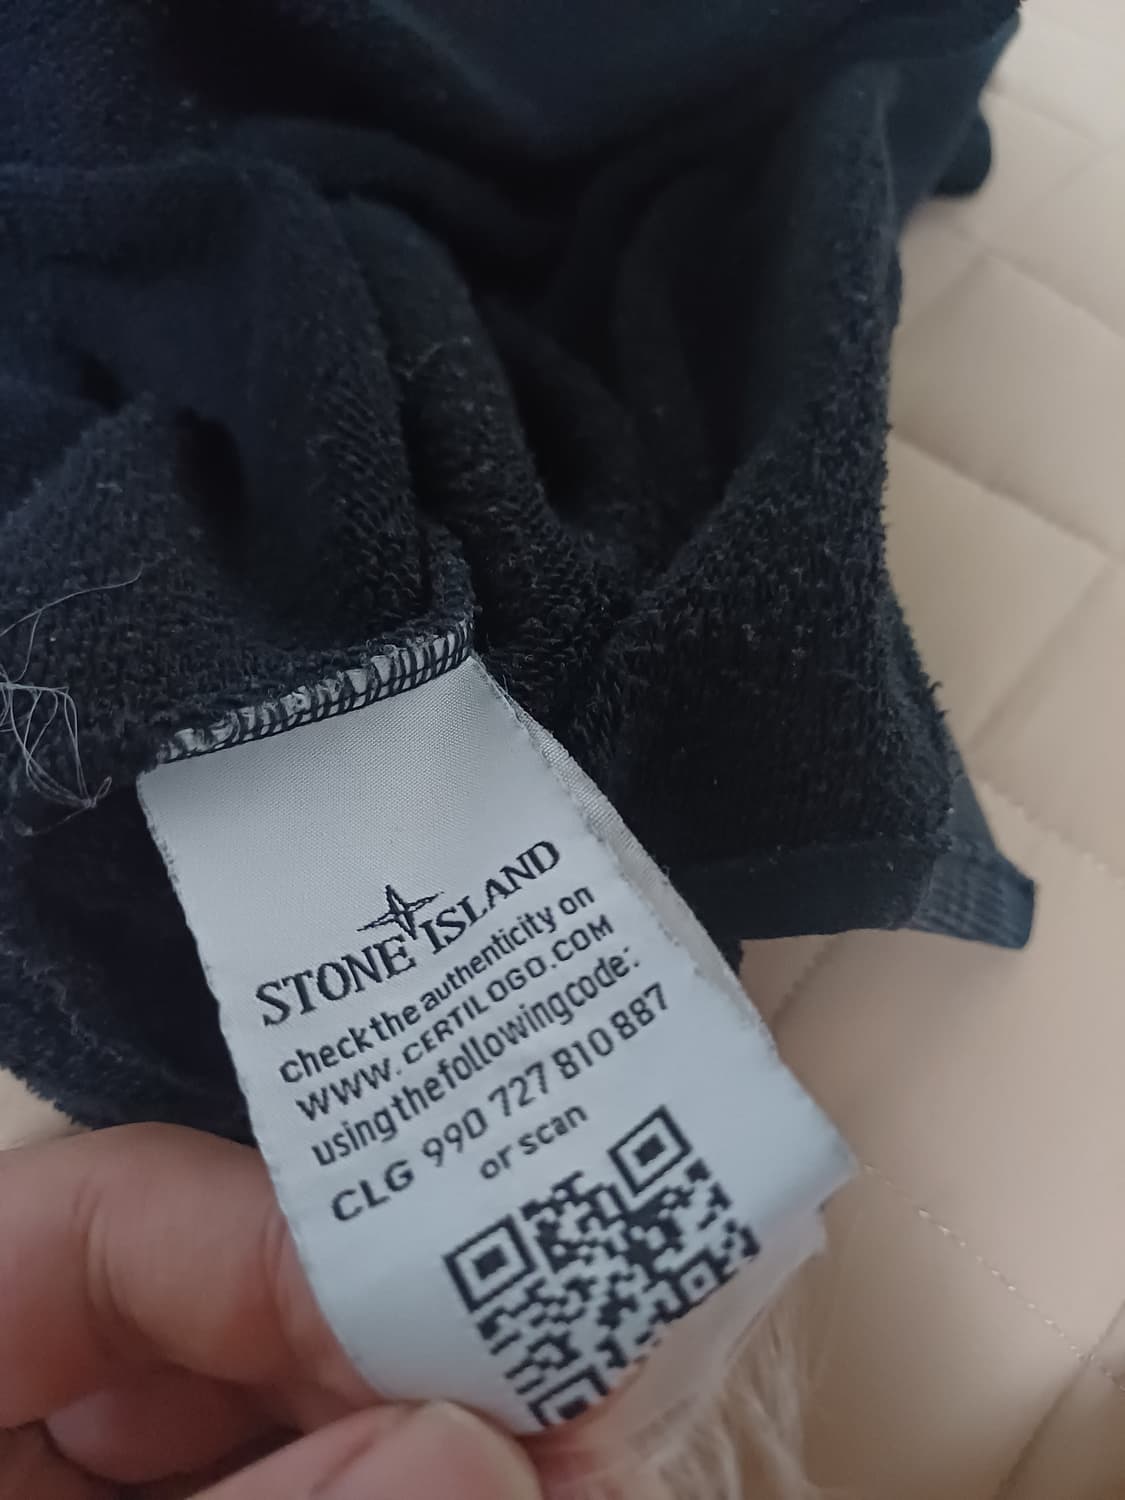 STONE ISLAND
check the authenticity on
WWW.CERTILOGO.COM
using the following code:
CLG 990 727 810 887
or scan